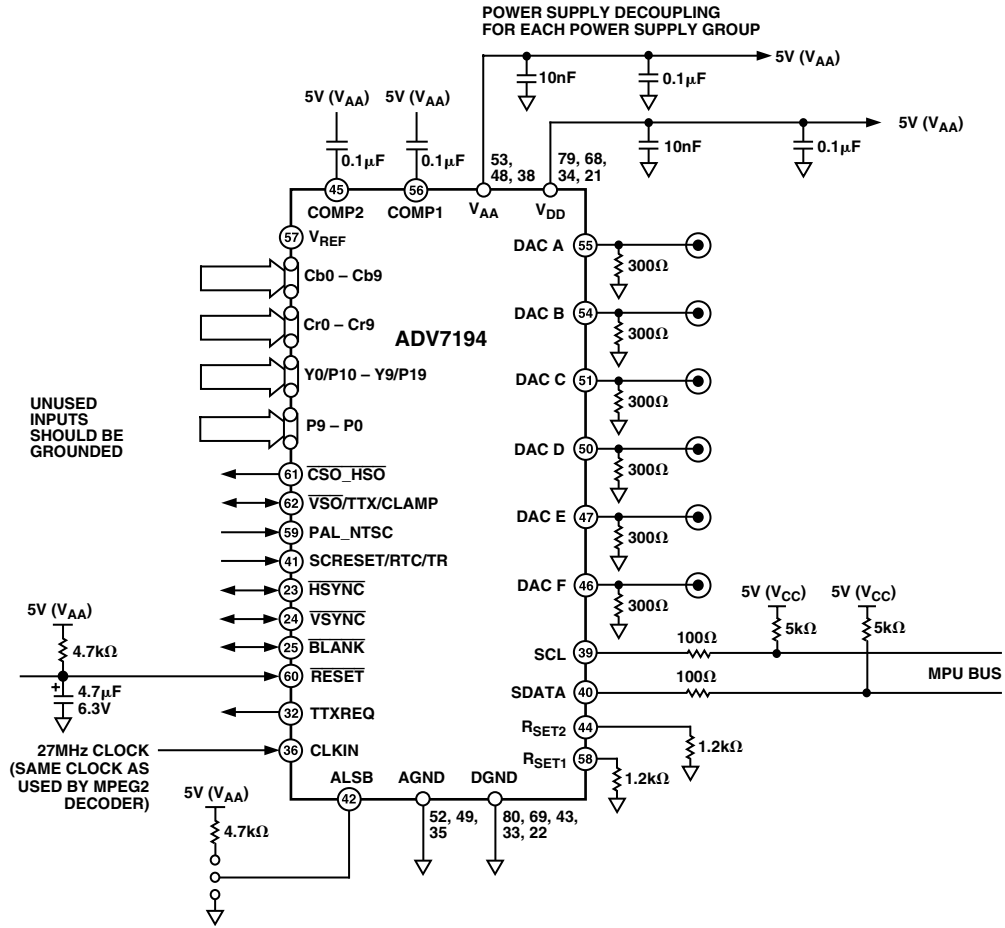 POWER SUPPLY DECOUPLING
FOR EACH POWER SUPPLY GROUP
5V (VAA)
10nF
0.1µF
5V (VAA)
5V (VAA)
5V (VAA)
10nF
0.1µF
0.1µF
0.1µF
53,
48, 38
79, 68,
34, 21
45
56
COMP2
COMP1
VAA
VDD
57
VREF
Cb0 – Cb9
Cr0 – Cr9
ADV7194
Y0/P10 – Y9/P19
P9 – P0
UNUSED
INPUTS
SHOULD BE
GROUNDED
DAC A
55
300Ω
DAC B
54
300Ω
DAC C
51
300Ω
DAC D
50
300Ω
DAC E
47
300Ω
DAC F
46
300Ω
61
CSO_HSO
62
VSO/TTX/CLAMP
59
PAL_NTSC
41
SCRESET/RTC/TR
23
HSYNC
24
VSYNC
25
BLANK
60
RESET
32
TTXREQ
36
CLKIN
5V (VAA)
4.7kΩ
+
4.7µF
6.3V
27MHz CLOCK
(SAME CLOCK AS
USED BY MPEG2
DECODER)
5V (VCC)
5V (VCC)
5kΩ
5kΩ
SCL
39
100Ω
MPU BUS
SDATA
40
100Ω
RSET2
44
1.2kΩ
RSET1
58
1.2kΩ
ALSB
AGND
DGND
42
52, 49,
35
80, 69, 43,
33, 22
5V (VAA)
4.7kΩ